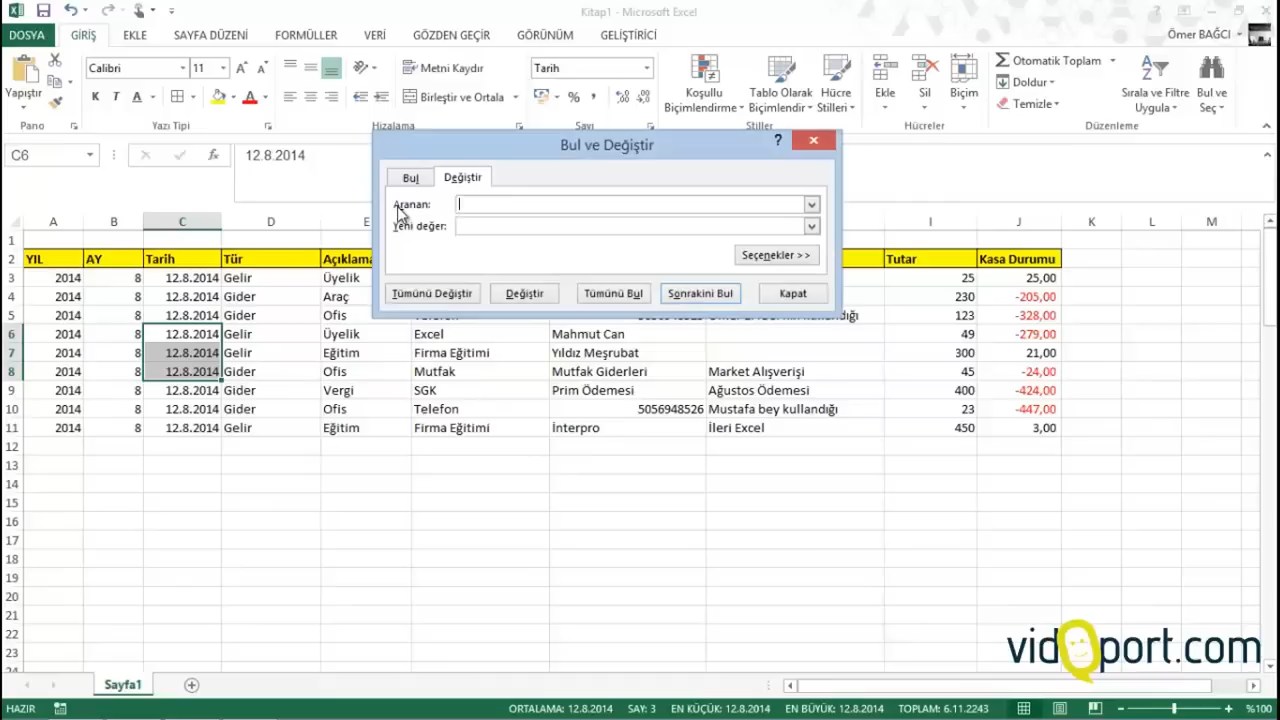 Kitap1 - Microsoft Excel
DOSYA GİRİŞ EKLE SAYFA DÜZENİ FORMÜLLER VERİ GÖZDEN GEÇİR GÖRÜNÜM GELİŞTİRİCİ Ömer BAĞCI
Calibri 11 Metni Kaydır Tarih Otomatik Toplam
Yapıştır K T A Birleştir ve Ortala % Koşullu Biçimlendirme Tablo Olarak Biçimlendir Hücre Stilleri Ekle Sil Biçim Doldur Temizle Sırala ve Filtre Uygula Bul ve Seç
Pano Yazı Tipi Hizalama Sayı Stiller Hücreler Düzenleme
C6 fx 12.8.2014
Bul ve Değiştir
Bul Değiştir
Aranan:
Yeni değer:
Seçenekler >>
Tümünü Değiştir Değiştir Tümünü Bul Sonrakini Bul Kapat
A B C D E I J K L M
1
2 YIL AY Tarih Tür Açıklama Tutar Kasa Durumu
3 2014 8 12.8.2014 Gelir Üyelik 25 25,00
4 2014 8 12.8.2014 Gider Araç 230 -205,00
5 2014 8 12.8.2014 Gider Ofis 123 -328,00
6 2014 8 12.8.2014 Gelir Üyelik Excel Mahmut Can 49 -279,00
7 2014 8 12.8.2014 Gelir Eğitim Firma Eğitimi Yıldız Meşrubat 300 21,00
8 2014 8 12.8.2014 Gider Ofis Mutfak Mutfak Giderleri Market Alışverişi 45 -24,00
9 2014 8 12.8.2014 Gider Vergi SGK Prim Ödemesi Ağustos Ödemesi 400 -424,00
10 2014 8 12.8.2014 Gider Ofis Telefon 5056948526 Mustafa bey kullandığı 23 -447,00
11 2014 8 12.8.2014 Gelir Eğitim Firma Eğitimi İnterpro İleri Excel 450 3,00
12
13
14
15
16
17
18
19
20
21
22
23
vidoport.com
Sayfa1
HAZIR ORTALAMA: 12.8.2014 SAY: 3 EN KÜÇÜK: 12.8.2014 EN BÜYÜK: 12.8.2014 TOPLAM: 6.11.2243 %100